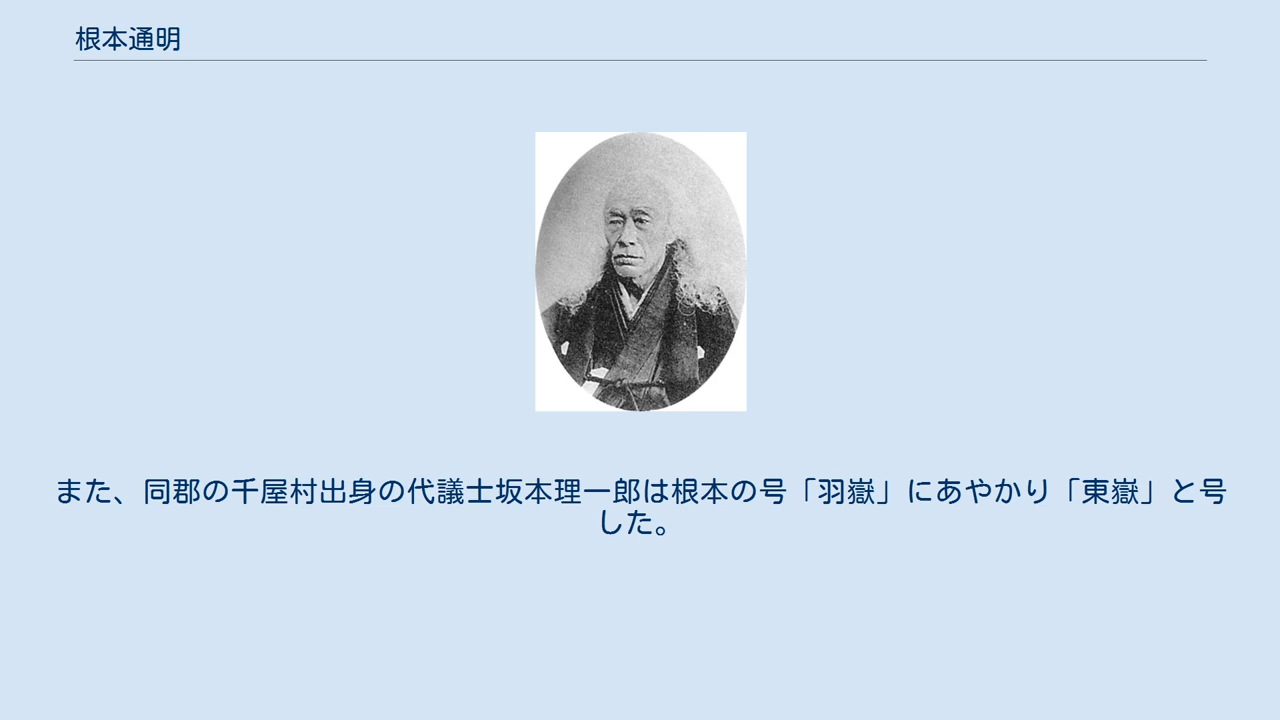 根本通明
また、同郡の千屋村出身の代議士坂本理一郎は根本の号「羽嶽」にあやかり「東嶽」と号
した。